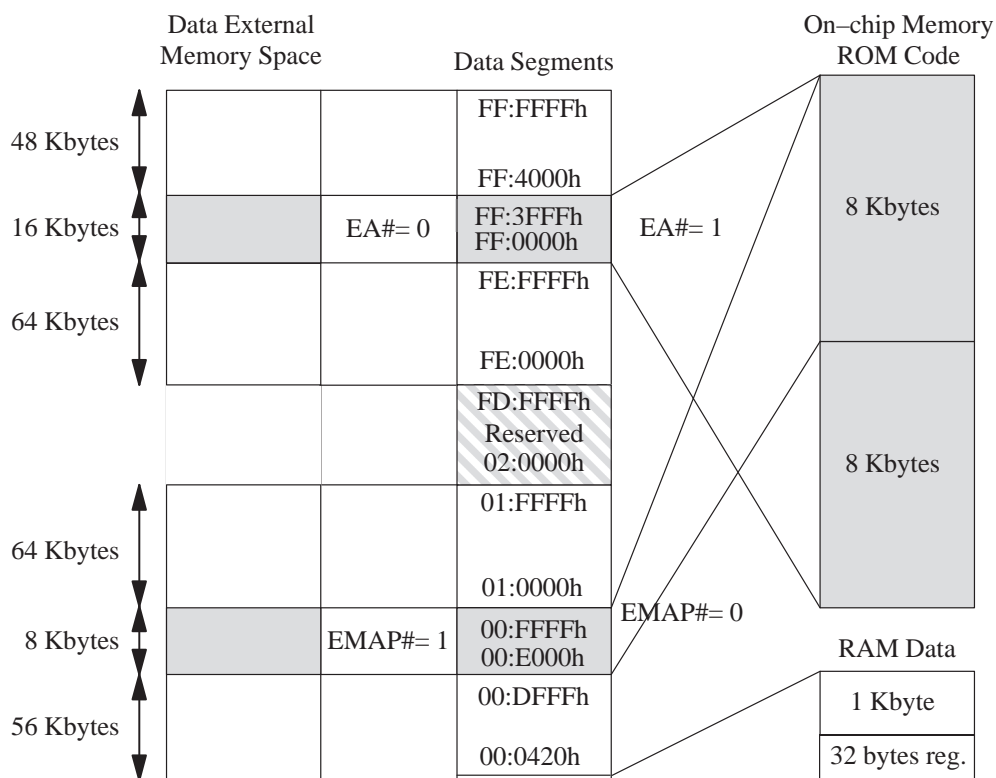 Data External
Memory Space
Data Segments
On–chip Memory
ROM Code
48 Kbytes
FF:FFFFh
FF:4000h
16 Kbytes
EA#= 0
FF:3FFFh
FF:0000h
EA#= 1
8 Kbytes
64 Kbytes
FE:FFFFh
FE:0000h
FD:FFFFh
Reserved
02:0000h
8 Kbytes
64 Kbytes
01:FFFFh
01:0000h
8 Kbytes
EMAP#= 1
00:FFFFh
00:E000h
EMAP#= 0
RAM Data
56 Kbytes
00:DFFFh
00:0420h
1 Kbyte
32 bytes reg.